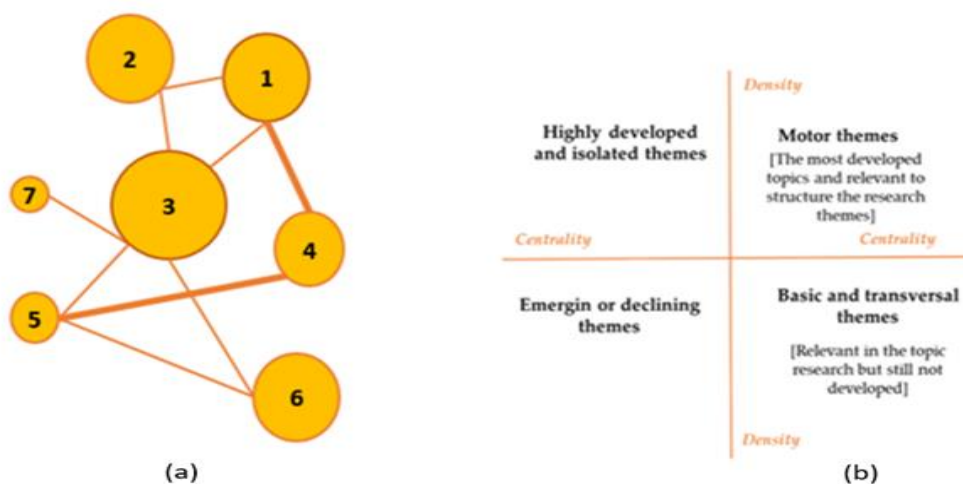 2
1
7
3
4
5
6
(a)
Density
Highly developed
and isolated themes
Motor themes
[The most developed
topics and relevant to
structure the research
themes]
Centrality
Centrality
Emergin or declining
themes
Basic and transversal
themes
[Relevant in the topic
research but still not
developed]
Density
(b)